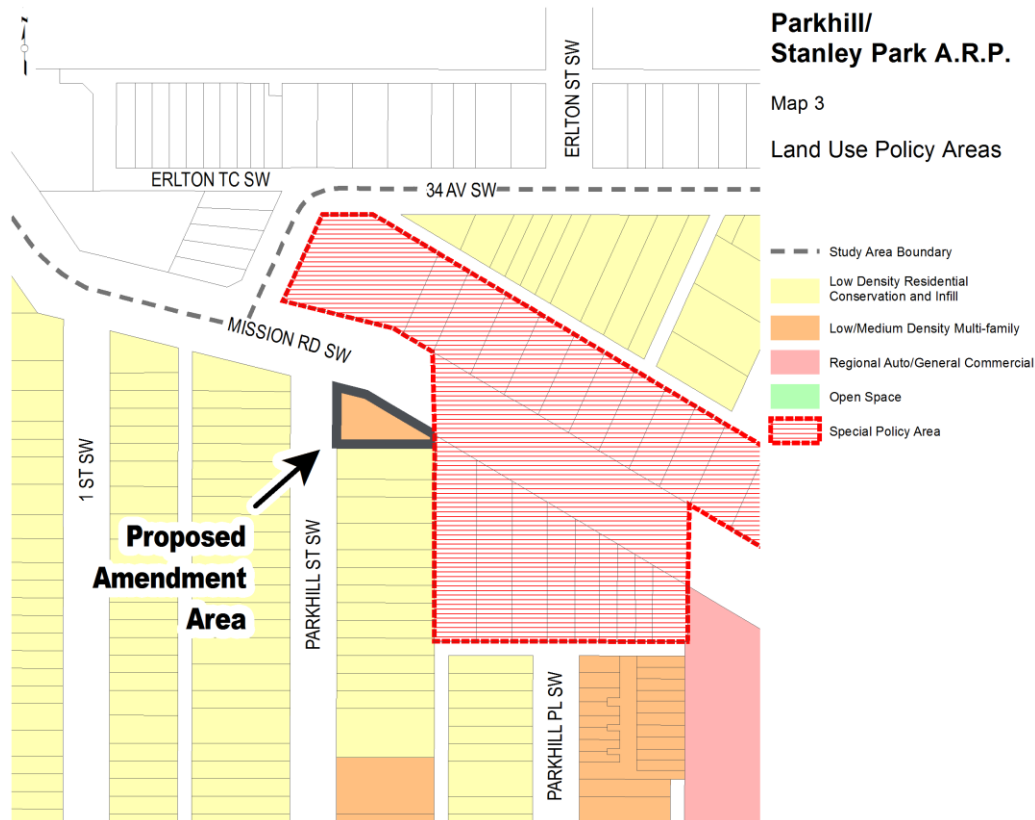 N
Parkhill/
Stanley Park A.R.P.
Map 3
Land Use Policy Areas
ERLTON ST SW
ERLTON TC SW
34 AV SW
MISSION RD SW
1 ST SW
PARKHILL ST SW
PARKHILL PL SW
Proposed
Amendment
Area
Study Area Boundary
Low Density Residential
Conservation and Infill
Low/Medium Density Multi-family
Regional Auto/General Commercial
Open Space
Special Policy Area